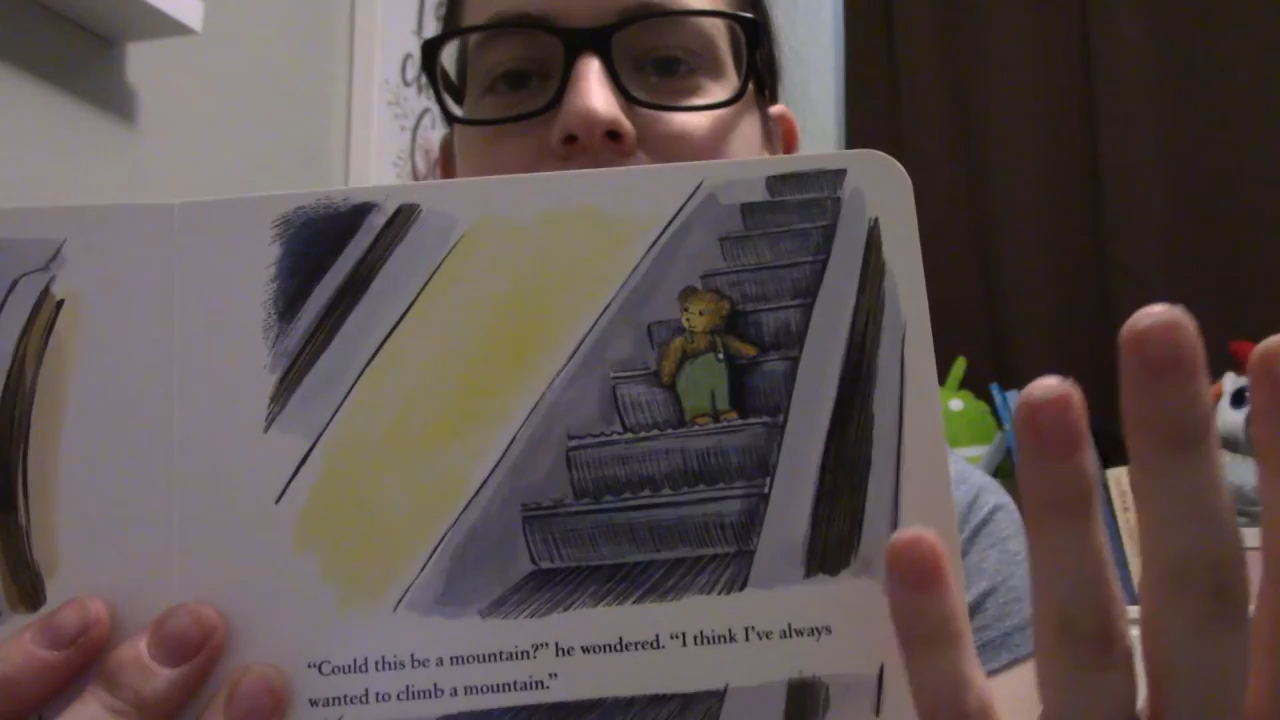 “Could this be a mountain?” he wondered. “I think I’ve always
wanted to climb a mountain.”